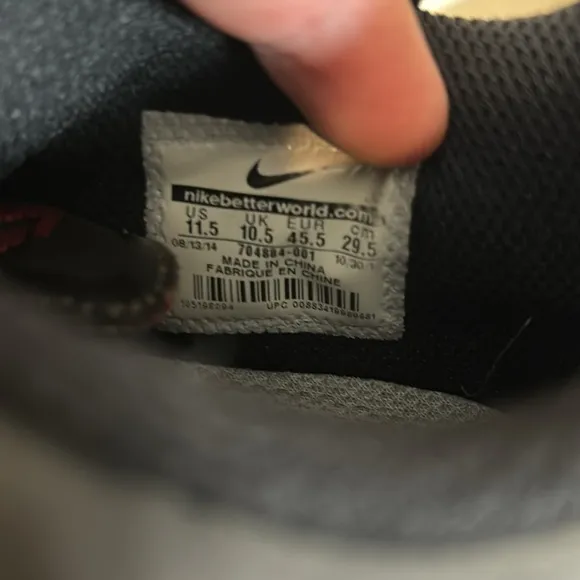 nikebetterworld.com
US UK EUR cm
11.5 10.5 45.5 29.5
08/13/14 704884-001
MADE IN CHINA
FABRIQUE EN CHINE
UPC